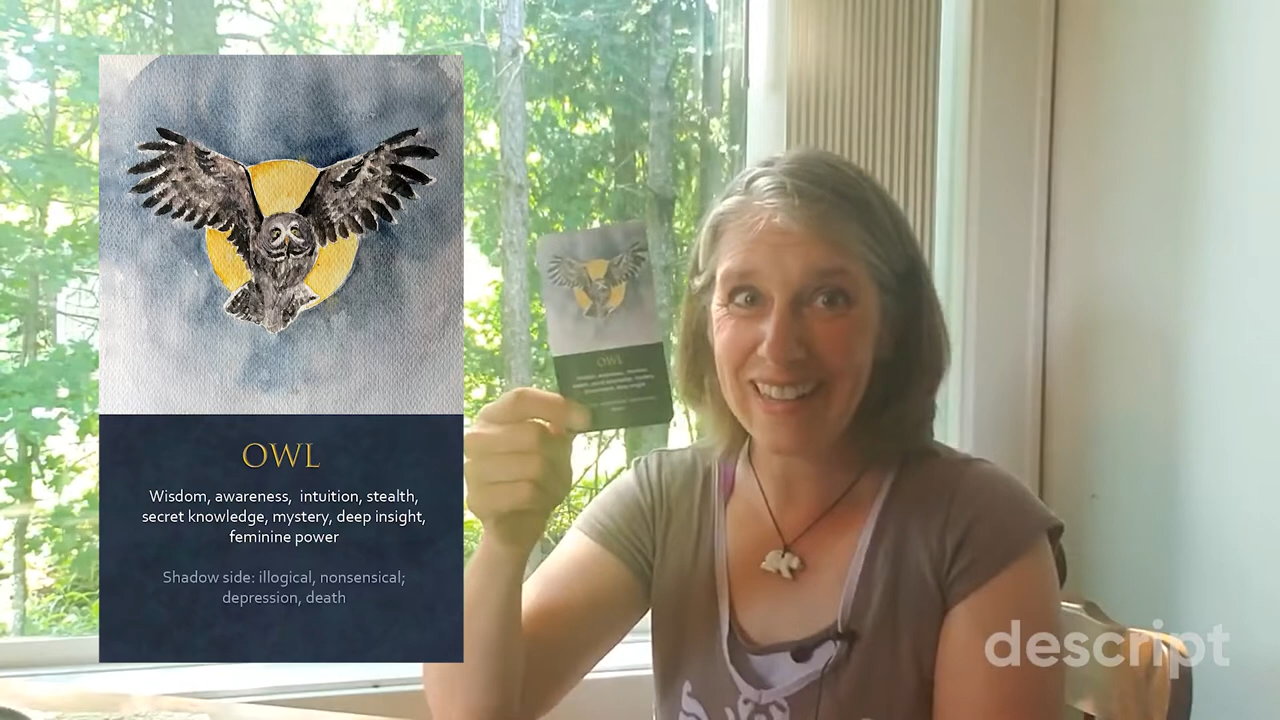 OWL
Wisdom, awareness, intuition, stealth,
secret knowledge, mystery, deep insight,
feminine power
Shadow side: illogical, nonsensical;
depression, death
OWL
descript